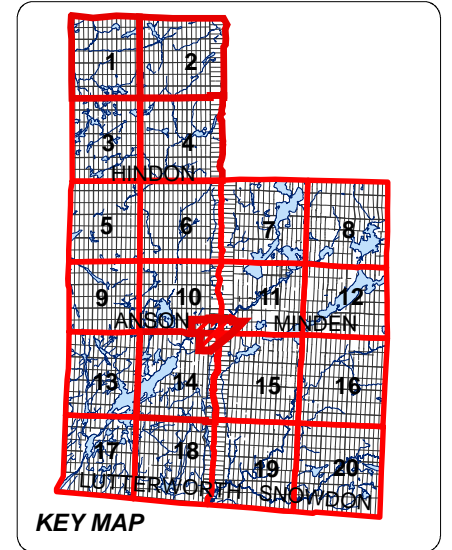 1 2
3 4
HINDON
5 6 7 8
9 10 11 12
ANSON MINDEN
13 14 15 16
17 18 19 20
LUTTERWORTH SNOWDON
KEY MAP